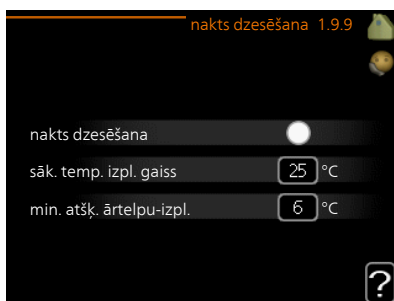 nakts dzesēšana 1.9.9
nakts dzesēšana
sāk. temp. izpl. gaiss 25 °C
min. atšķ. ārtelpu-izpl. 6 °C
?